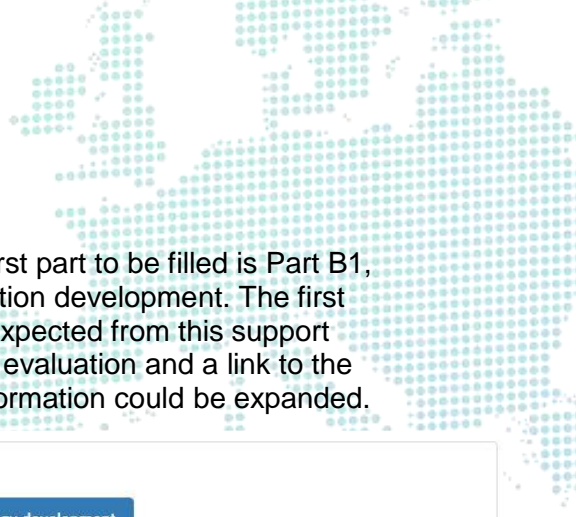 rst part to be filled is Part B1,
tion development. The first
xpected from this support
evaluation and a link to the
ormation could be expanded.
development